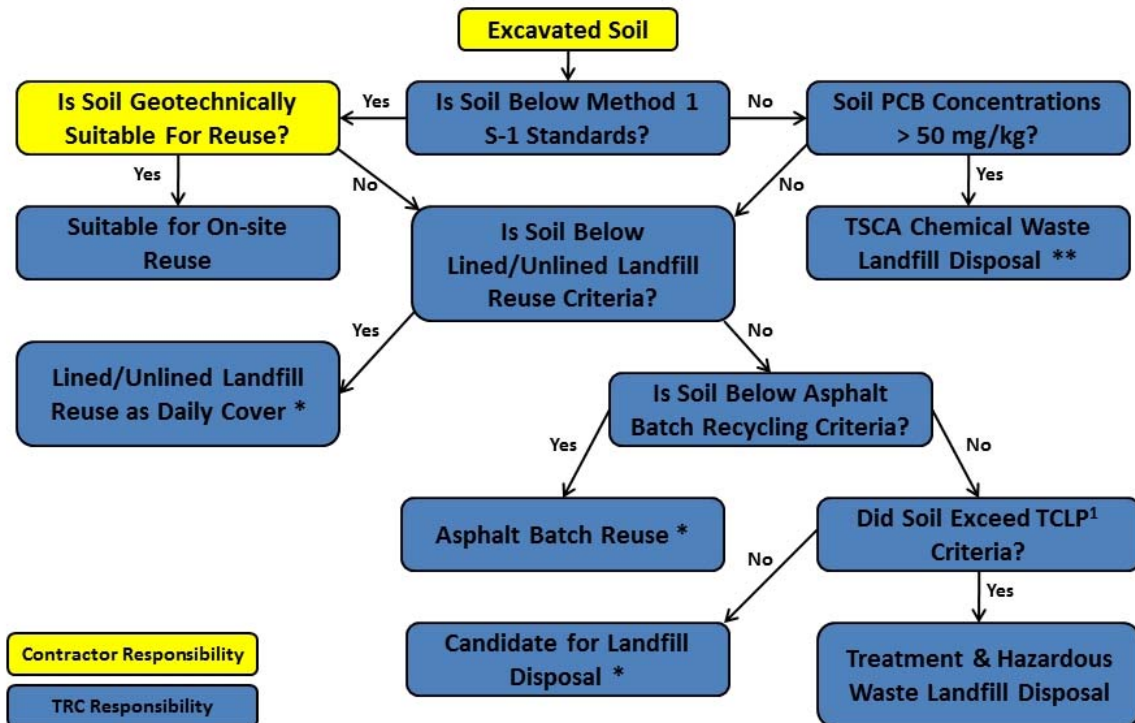 Excavated Soil
Is Soil Geotechnically
Suitable For Reuse?
Yes
Is Soil Below Method 1
S-1 Standards?
No
Soil PCB Concentrations
> 50 mg/kg?
Yes
No
No
Yes
Suitable for On-site
Reuse
Is Soil Below
Lined/Unlined Landfill
Reuse Criteria?
TSCA Chemical Waste
Landfill Disposal **
Yes
No
Lined/Unlined Landfill
Reuse as Daily Cover *
Is Soil Below Asphalt
Batch Recycling Criteria?
Yes
No
Asphalt Batch Reuse *
Did Soil Exceed TCLP¹
Criteria?
No
Yes
Candidate for Landfill
Disposal *
Treatment & Hazardous
Waste Landfill Disposal
Contractor Responsibility
TRC Responsibility